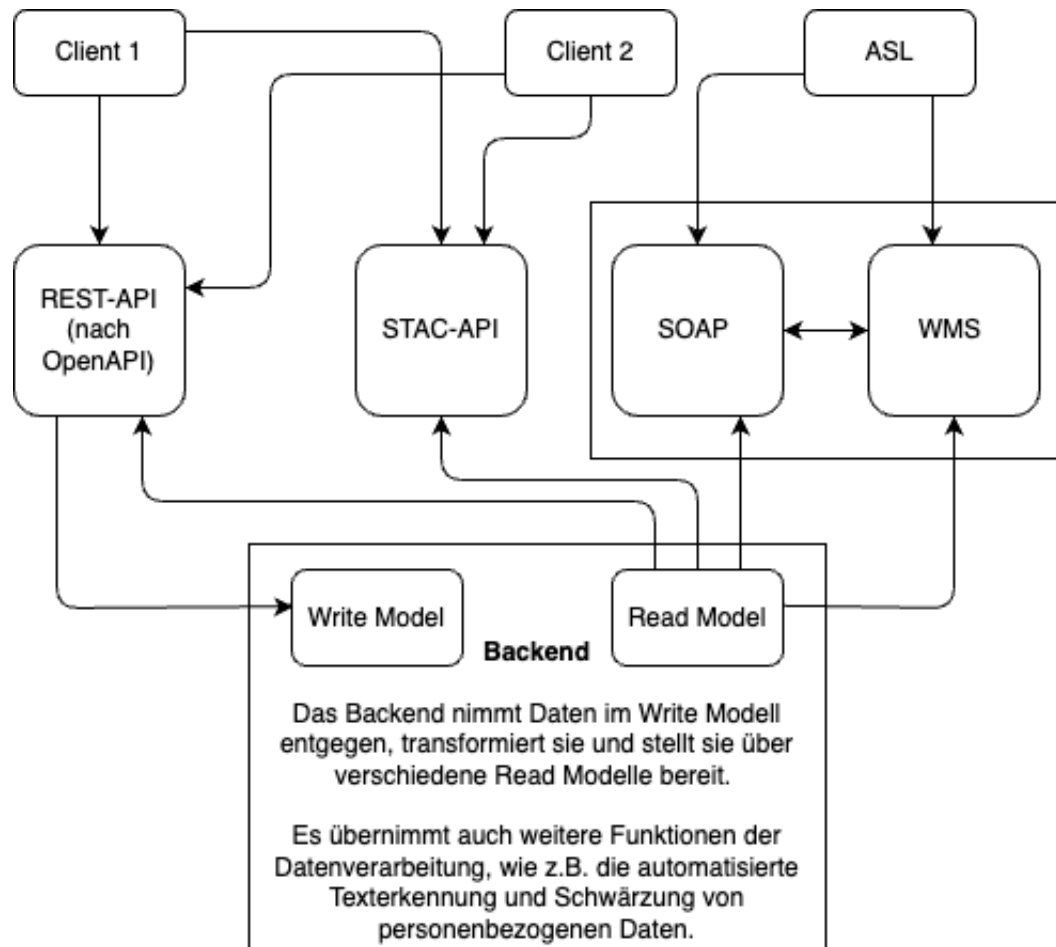 Client 1
Client 2
ASL
REST-API
(nach
OpenAPI)
STAC-API
SOAP
WMS
Write Model
Read Model
Backend
Das Backend nimmt Daten im Write Modell
entgegen, transformiert sie und stellt sie über
verschiedene Read Modelle bereit.
Es übernimmt auch weitere Funktionen der
Datenverarbeitung, wie z.B. die automatisierte
Texterkennung und Schwärzung von
personenbezogenen Daten.